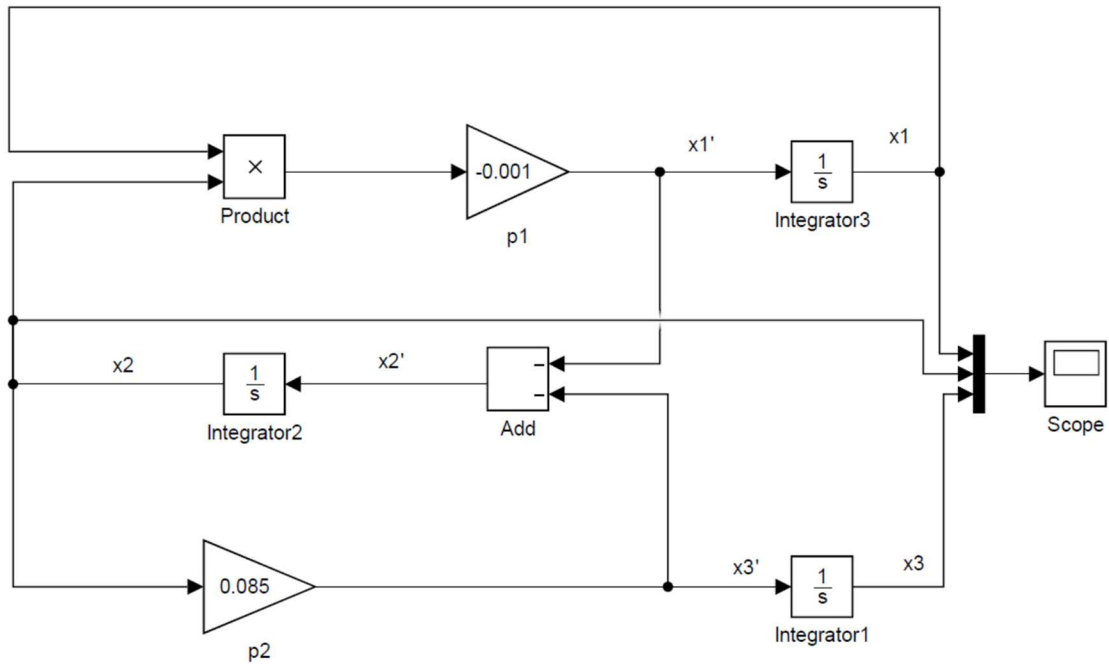 x1'
x1
×
-0.001
1
s
Product
Integrator3
p1
x2
1
s
x2'
–
–
Integrator2
Add
Scope
0.085
x3'
1
s
x3
p2
Integrator1